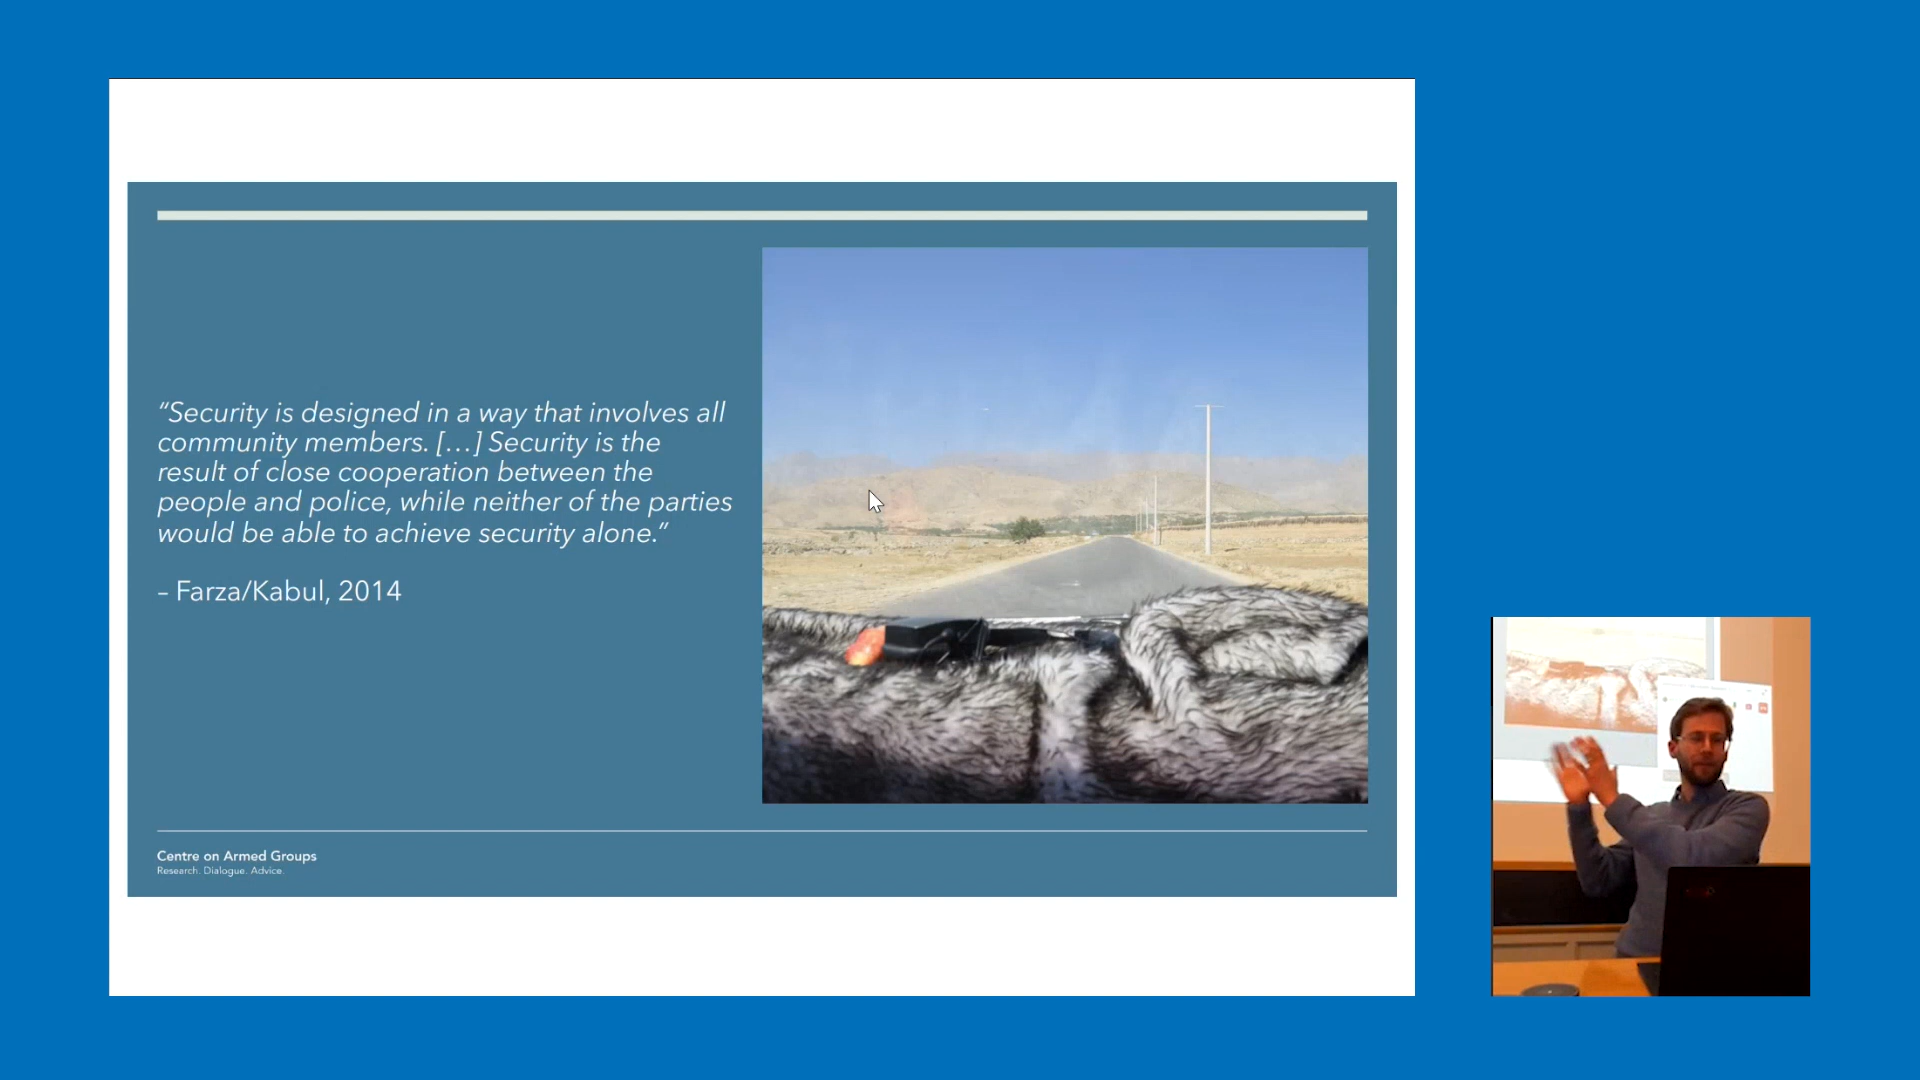 “Security is designed in a way that involves all
community members. […] Security is the
result of close cooperation between the
people and police, while neither of the parties
would be able to achieve security alone.”
– Farza/Kabul, 2014
Centre on Armed Groups
Research. Dialogue. Advice.